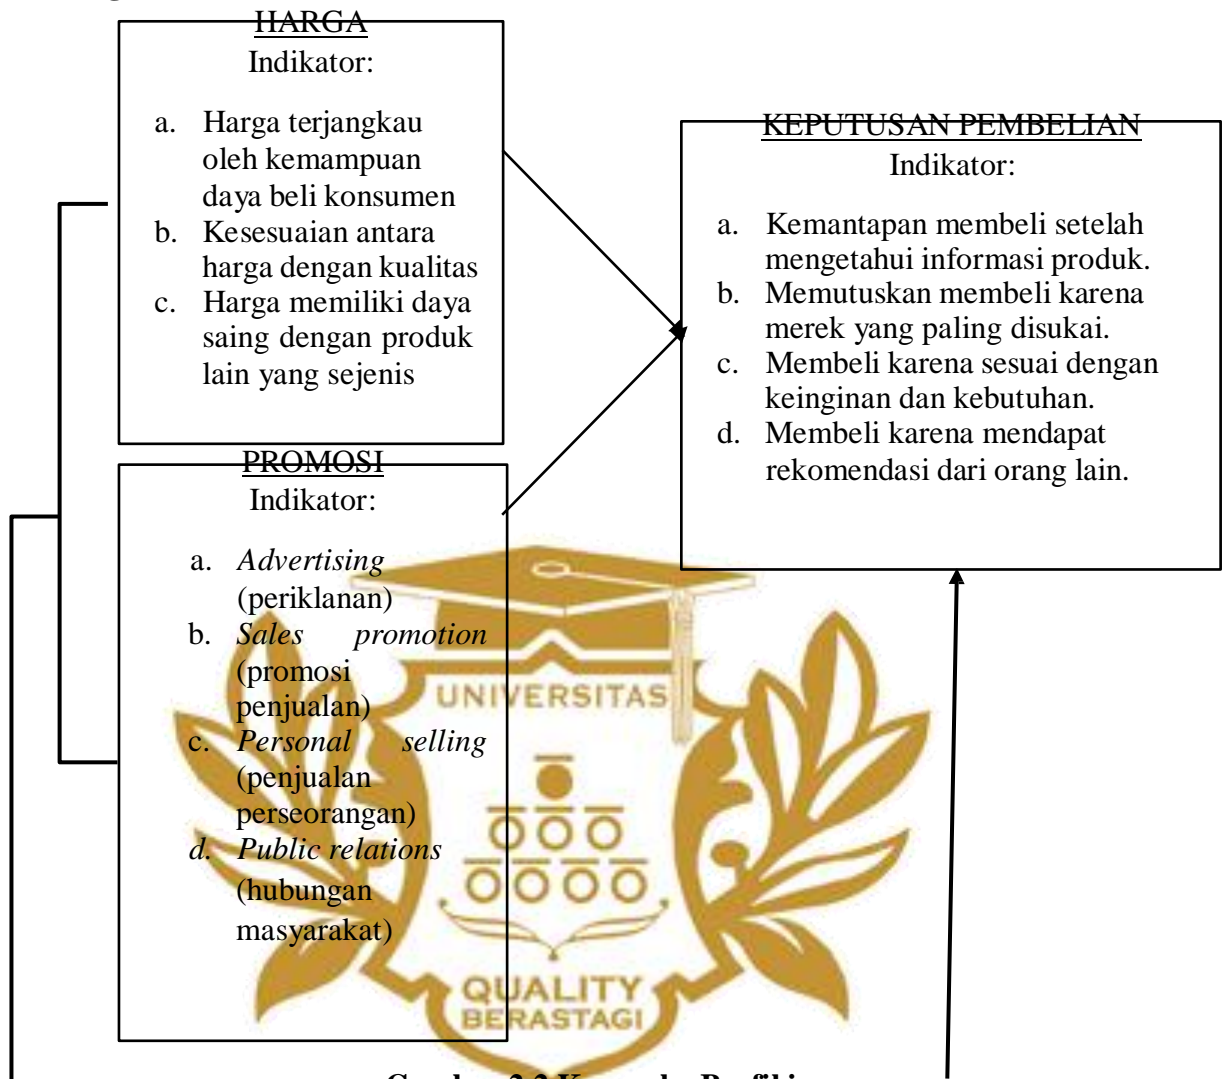 HARGA
Indikator:
a. Harga terjangkau
oleh kemampuan
daya beli konsumen
b. Kesesuaian antara
harga dengan kualitas
c. Harga memiliki daya
saing dengan produk
lain yang sejenis
KEPUTUSAN PEMBELIAN
Indikator:
a. Kemantapan membeli setelah
mengetahui informasi produk.
b. Memutuskan membeli karena
merek yang paling disukai.
c. Membeli karena sesuai dengan
keinginan dan kebutuhan.
d. Membeli karena mendapat
rekomendasi dari orang lain.
PROMOSI
Indikator:
a. Advertising
(periklanan)
b. Sales promotion
(promosi
penjualan)
c. Personal selling
(penjualan
perseorangan)
d. Public relations
(hubungan
masyarakat)
UNIVERSITAS
QUALITY
BERASTAGI